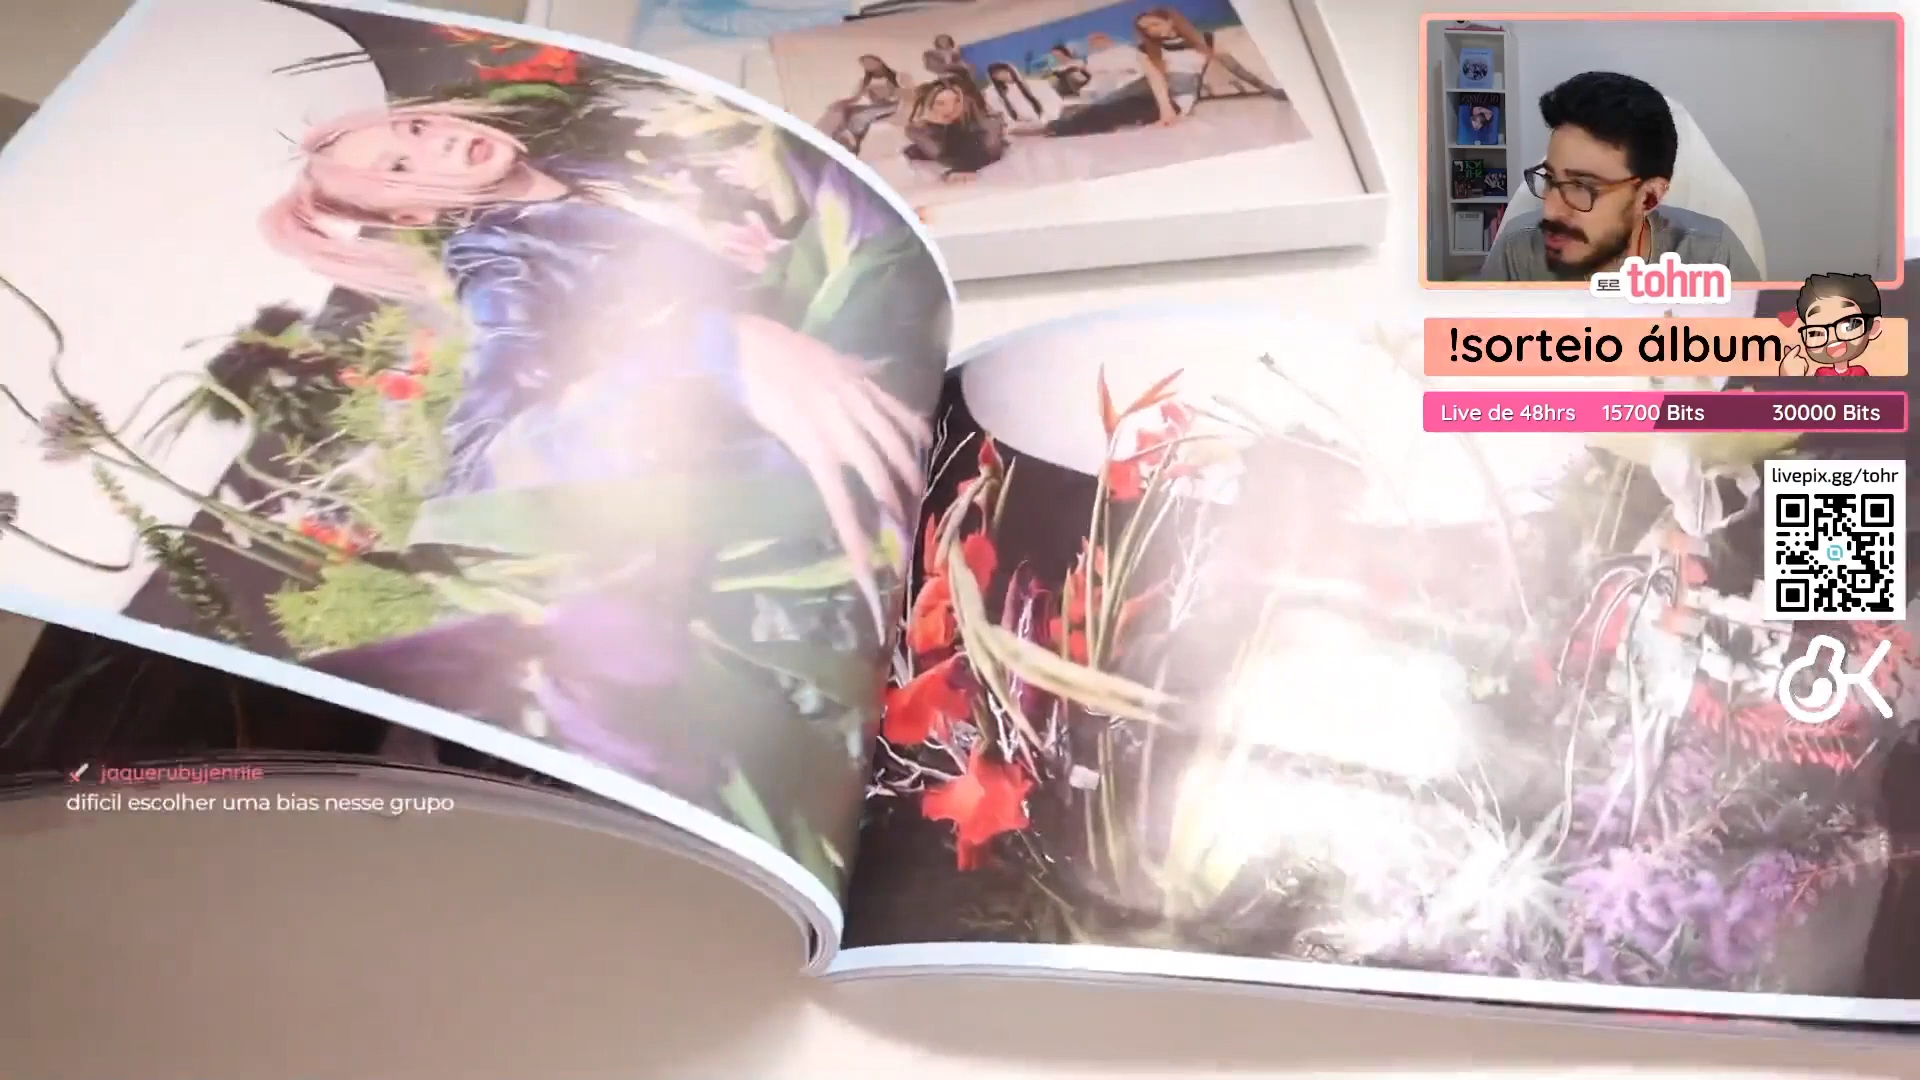 토르 tohrn
!sorteio álbum
Live de 48hrs 15700 Bits 30000 Bits
livepix.gg/tohr
jaquerubyjennie
dificil escolher uma bias nesse grupo